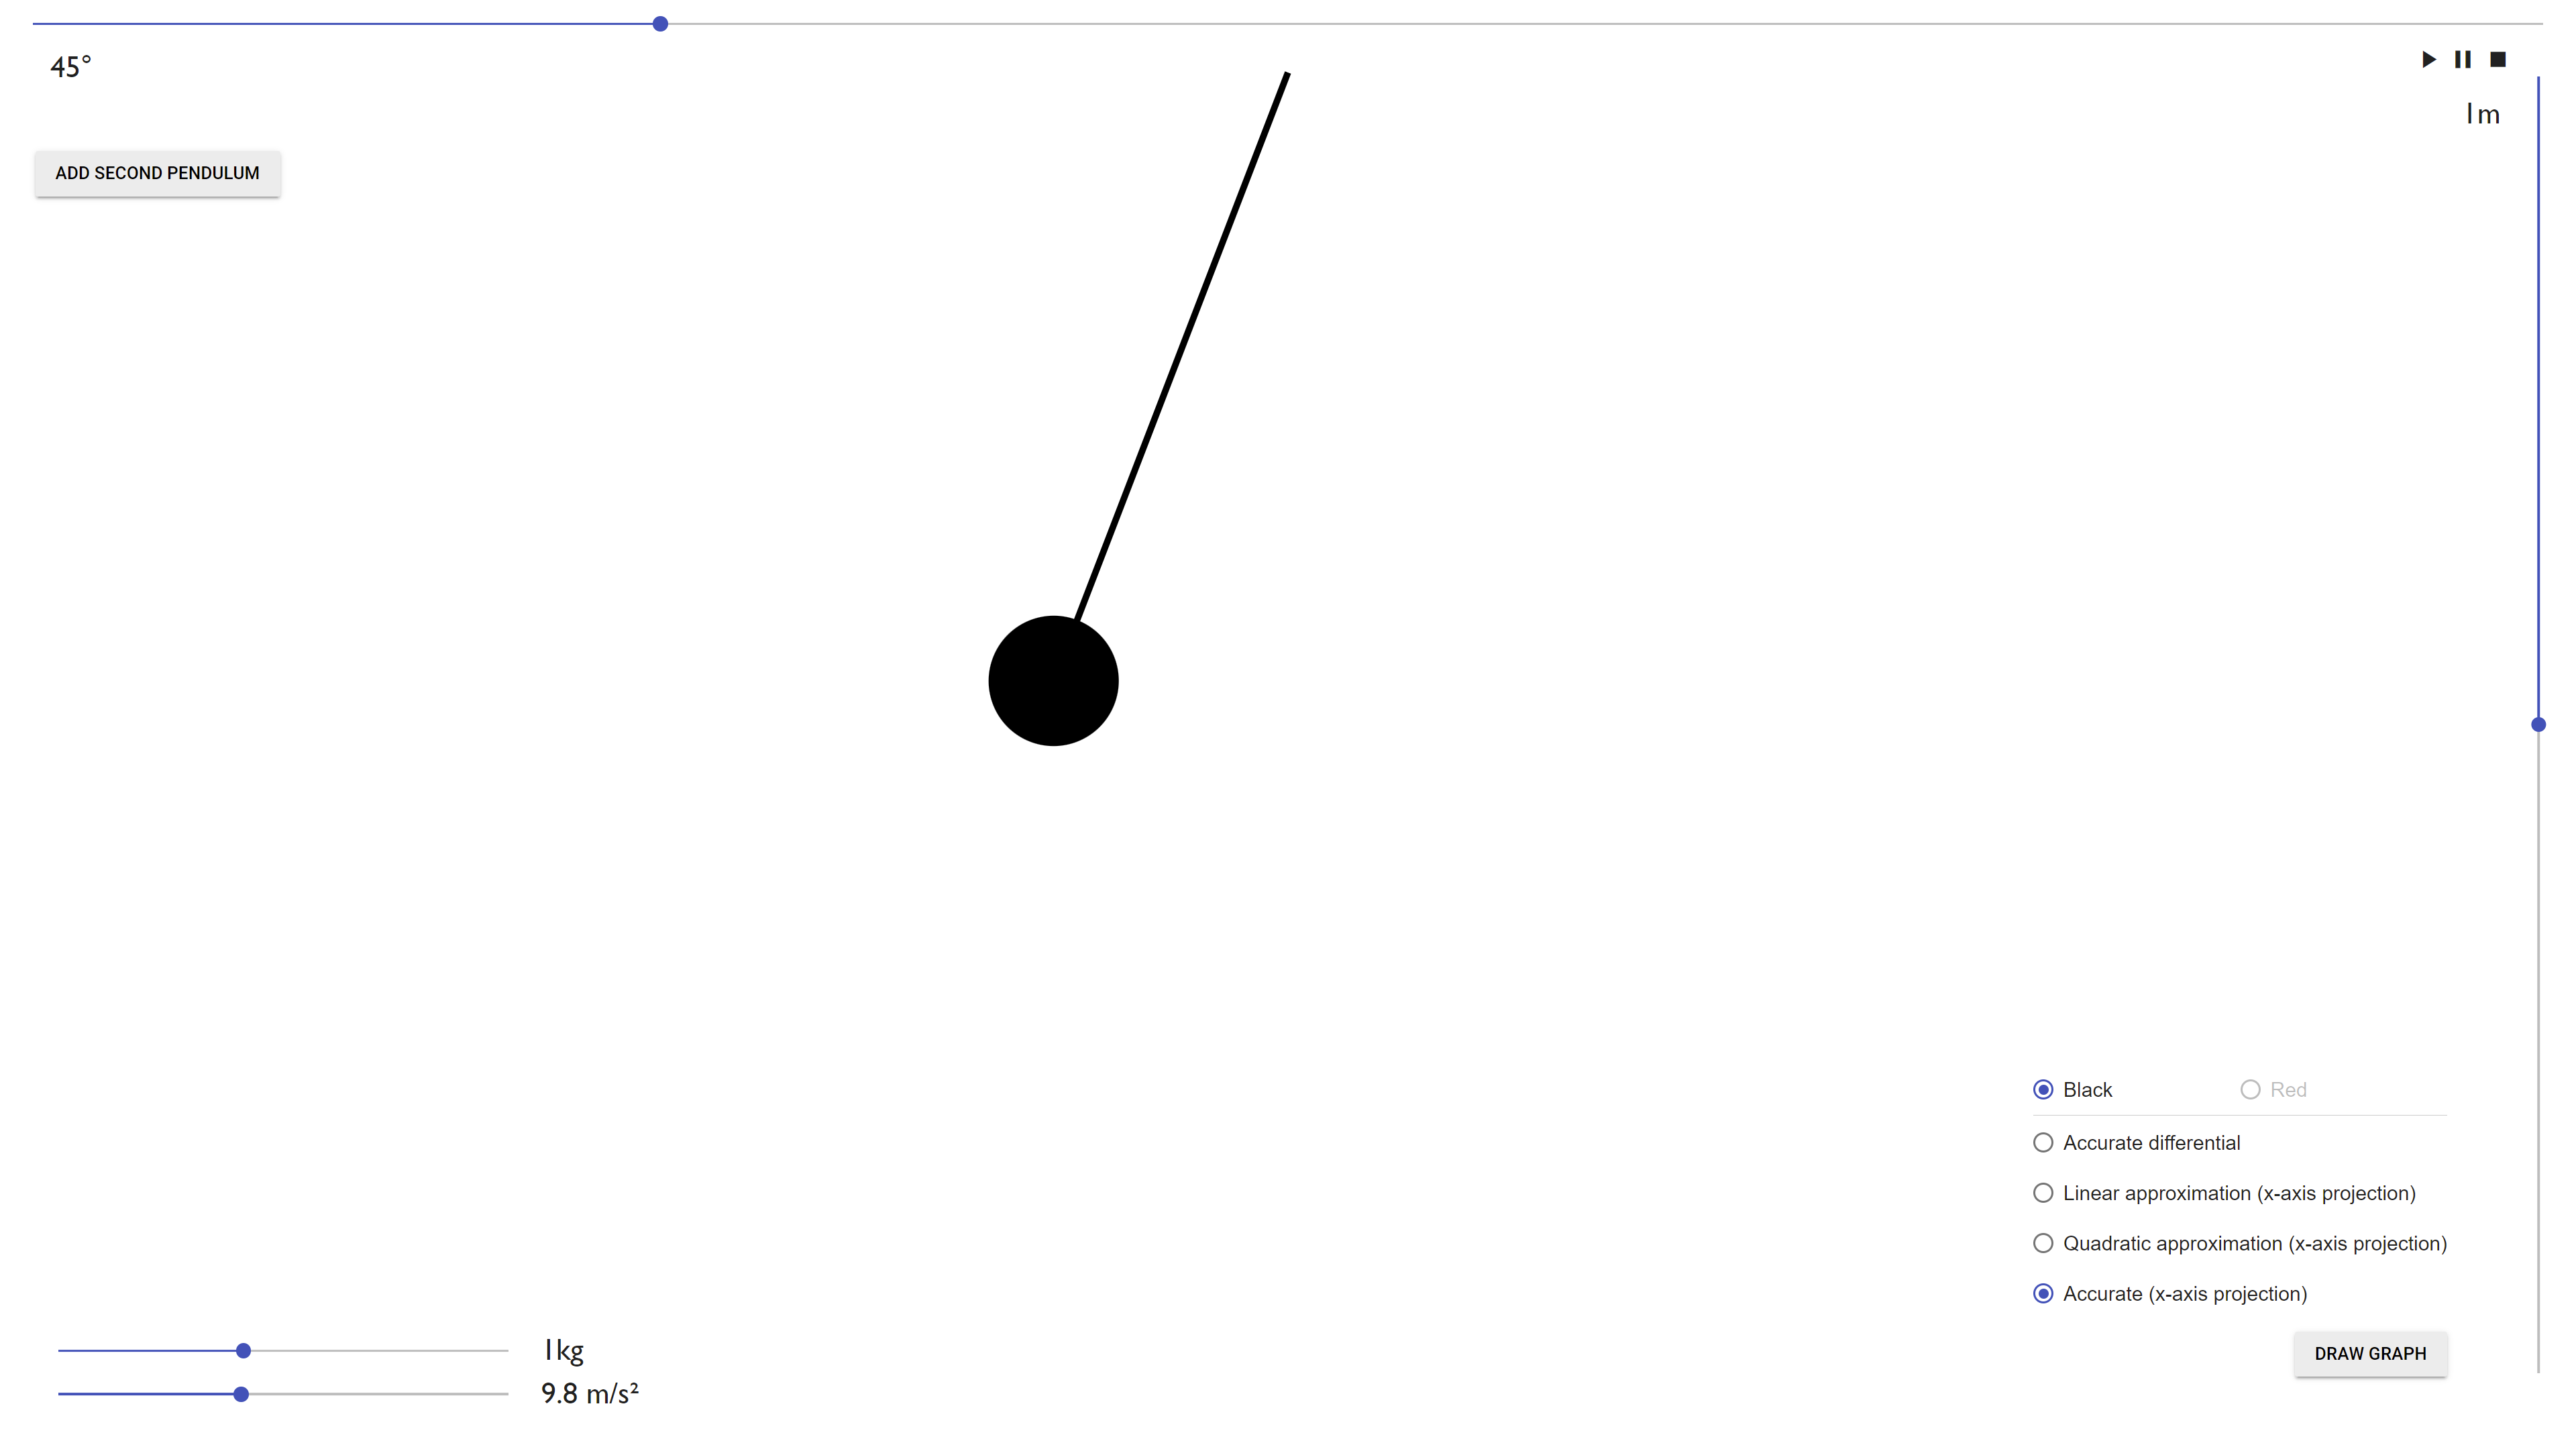 45°
1m
ADD SECOND PENDULUM
Black
Red
Accurate differential
Linear approximation (x-axis projection)
Quadratic approximation (x-axis projection)
Accurate (x-axis projection)
DRAW GRAPH
1kg
9.8 m/s²